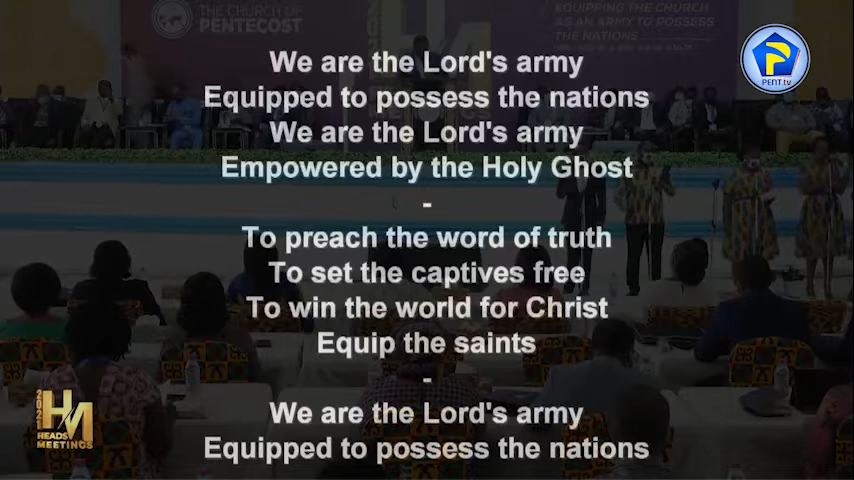 THE CHURCH OF
PENTECOST
EQUIPPING THE CHURCH
AS AN ARMY TO POSSESS
THE NATIONS
PENT tv
We are the Lord's army
Equipped to possess the nations
We are the Lord's army
Empowered by the Holy Ghost
-
To preach the word of truth
To set the captives free
To win the world for Christ
Equip the saints
-
We are the Lord's army
Equipped to possess the nations
2021
HM
HEADS
MEETINGS